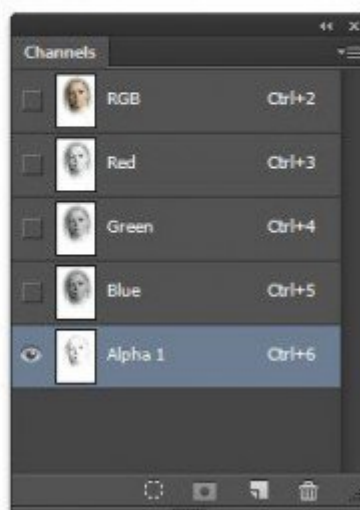 Channels
RGB Ctrl+2
Red Ctrl+3
Green Ctrl+4
Blue Ctrl+5
Alpha 1 Ctrl+6